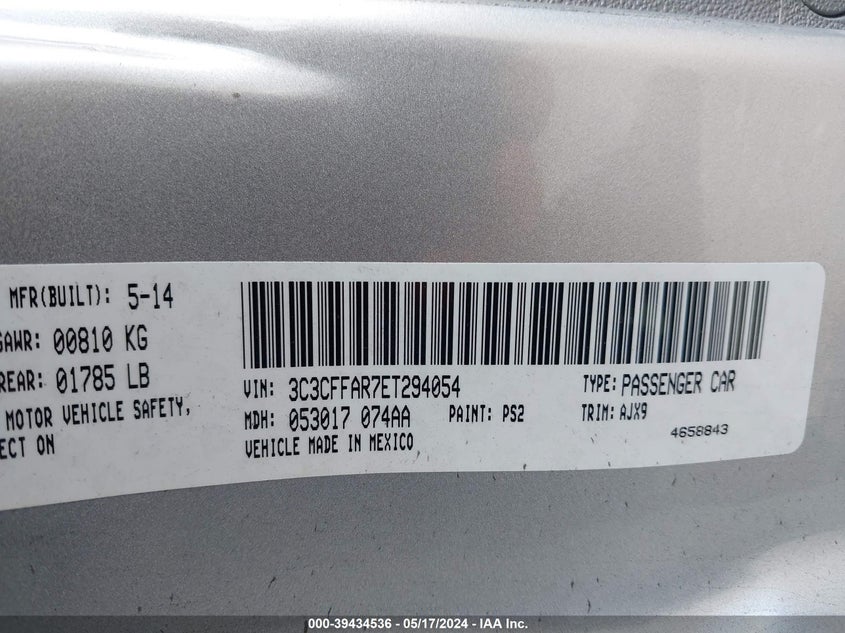 MFR(BUILT): 5-14
GAWR: 00810 KG
REAR: 01785 LB
MOTOR VEHICLE SAFETY,
ECT ON
VIN: 3C3CFFAR7ET294054 TYPE: PASSENGER CAR
MDH: 053017 074AA PAINT: PS2 TRIM: AJX9
VEHICLE MADE IN MEXICO 4658843
000-39434536 - 05/17/2024 - IAA Inc.